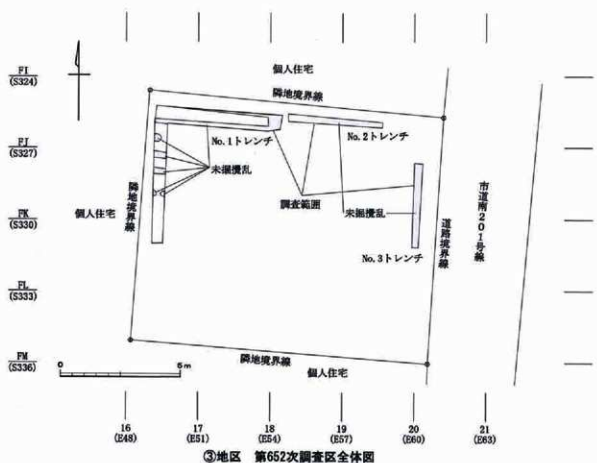 個人住宅
隣地境界線
FI
(S324)
FJ
(S327)
FK
(S330)
FL
(S333)
FM
(S336)
No.1トレンチ
No.2トレンチ
未掘攪乱
調査範囲
未掘攪乱
隣地境界線
個人住宅
道路境界線
市道南201号線
No.3トレンチ
隣地境界線
個人住宅
0 5m
16 17 18 19 20 21
(E48) (E51) (E54) (E57) (E60) (E63)
③地区 第652次調査区全体図